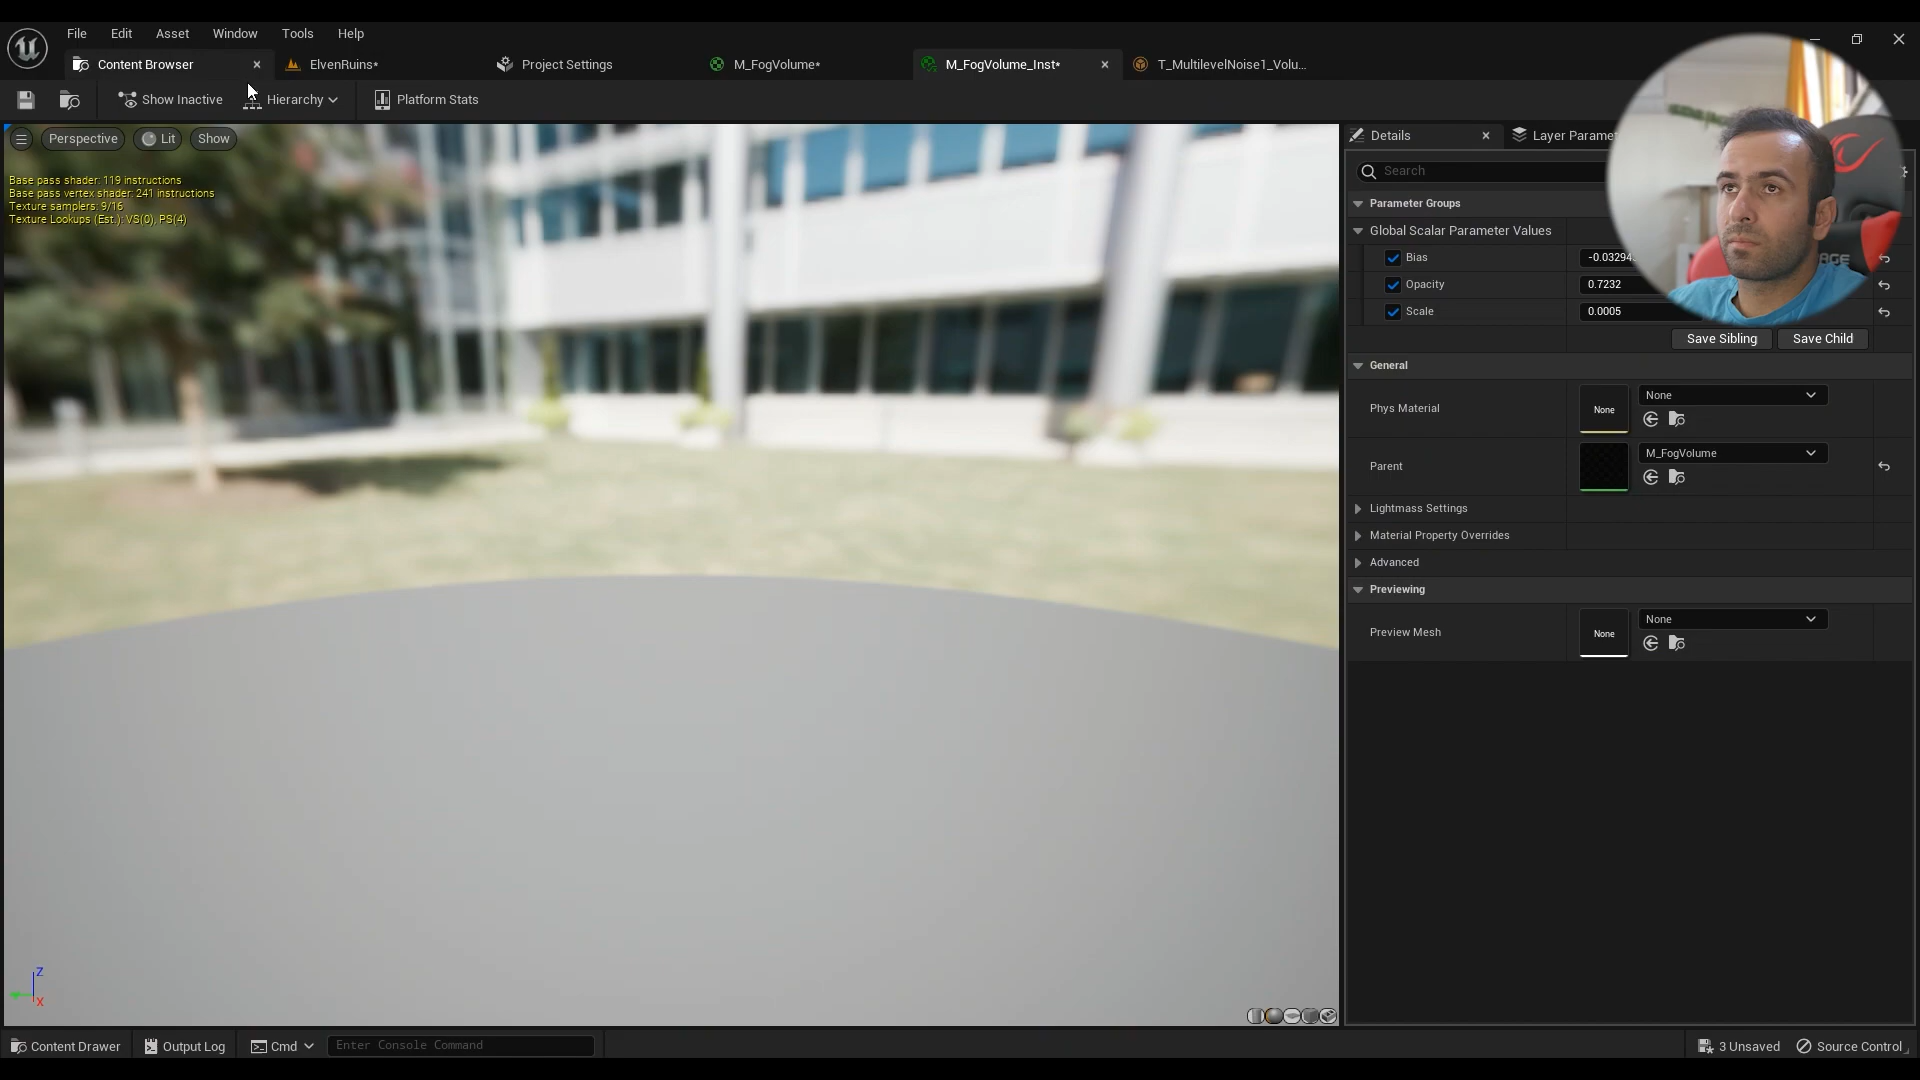 File Edit Asset Window Tools Help
Content Browser ElvenRuins* Project Settings M_FogVolume* M_FogVolume_Inst* T_MultilevelNoise1_Volu...
Show Inactive Hierarchy Platform Stats
Perspective Lit Show
Base pass shader: 119 instructions
Base pass vertex shader: 241 instructions
Texture samplers: 9/16
Texture Lookups (Est.): VS(0), PS(4)
Z
X
Details Layer Parame
Search
Parameter Groups
Global Scalar Parameter Values
Bias -0.0329
Opacity 0.7232
Scale 0.0005
Save Sibling Save Child
General
Phys Material None None
Parent M_FogVolume
Lightmass Settings
Material Property Overrides
Advanced
Previewing
Preview Mesh None None
Content Drawer Output Log Cmd Enter Console Command 3 Unsaved Source Control